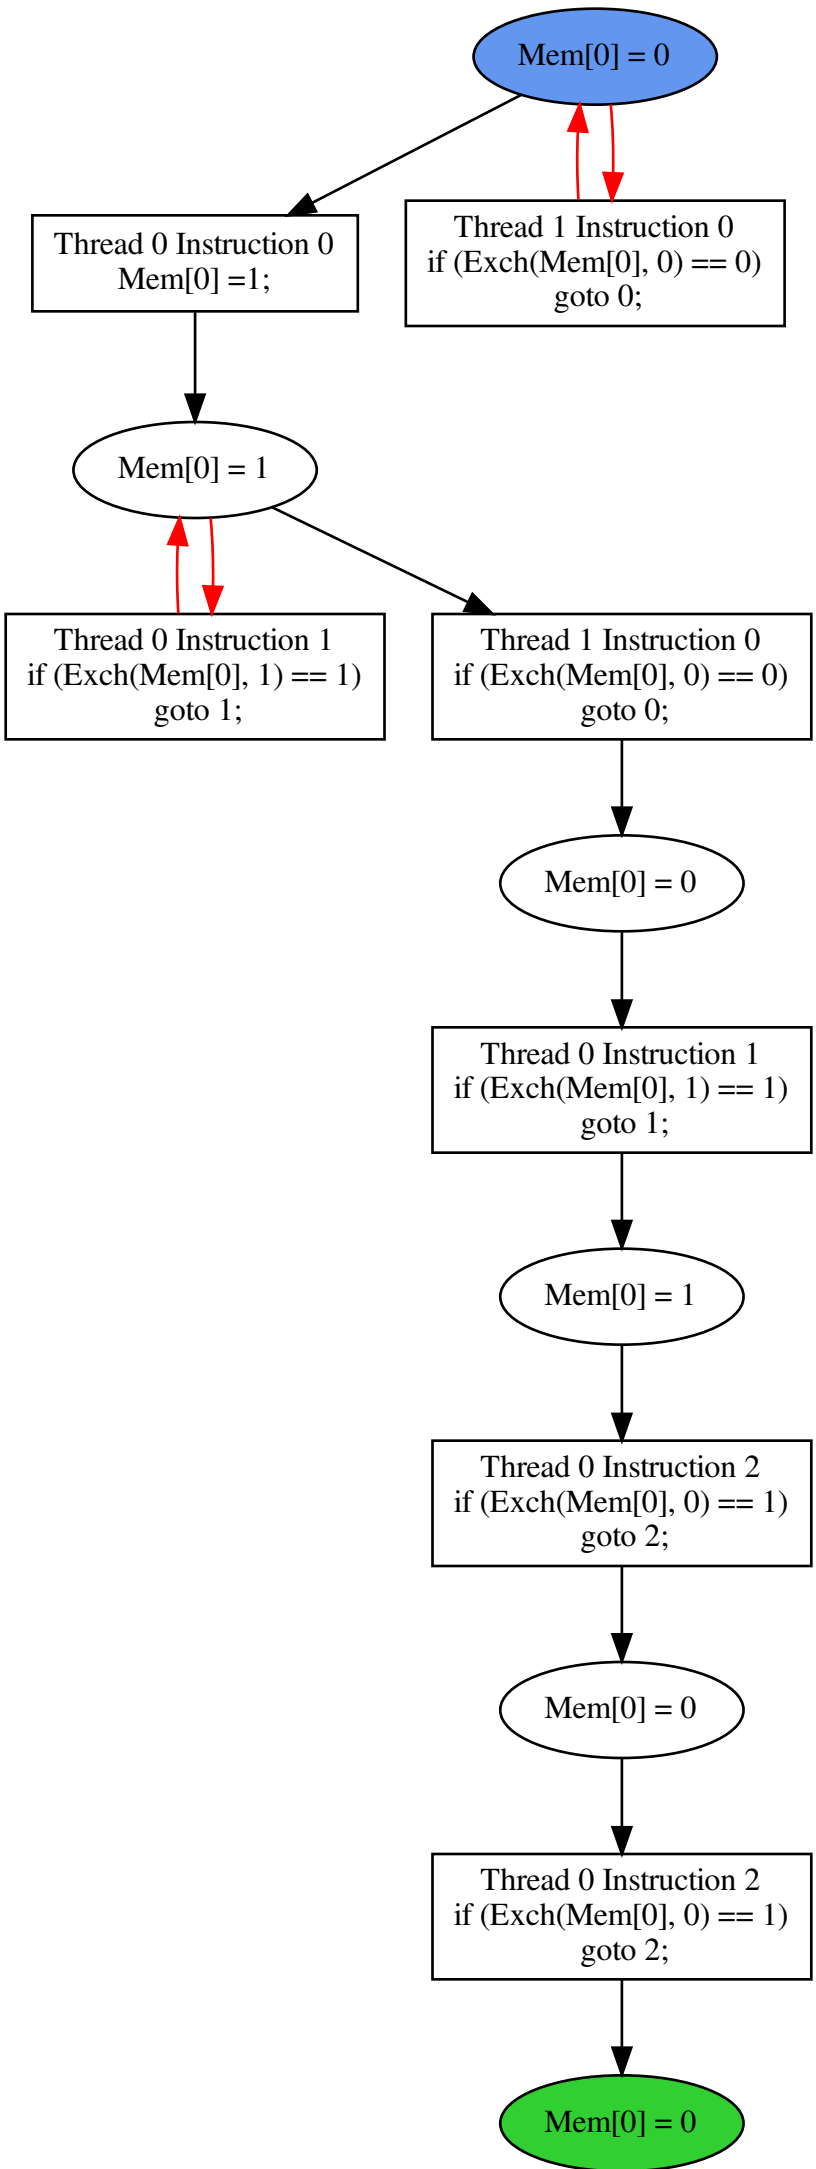 Mem[0] = 0
Thread 0 Instruction 0
Mem[0] =1;
Thread 1 Instruction 0
if (Exch(Mem[0], 0) == 0)
goto 0;
Mem[0] = 1
Thread 0 Instruction 1
if (Exch(Mem[0], 1) == 1)
goto 1;
Thread 1 Instruction 0
if (Exch(Mem[0], 0) == 0)
goto 0;
Mem[0] = 0
Thread 0 Instruction 1
if (Exch(Mem[0], 1) == 1)
goto 1;
Mem[0] = 1
Thread 0 Instruction 2
if (Exch(Mem[0], 0) == 1)
goto 2;
Mem[0] = 0
Thread 0 Instruction 2
if (Exch(Mem[0], 0) == 1)
goto 2;
Mem[0] = 0